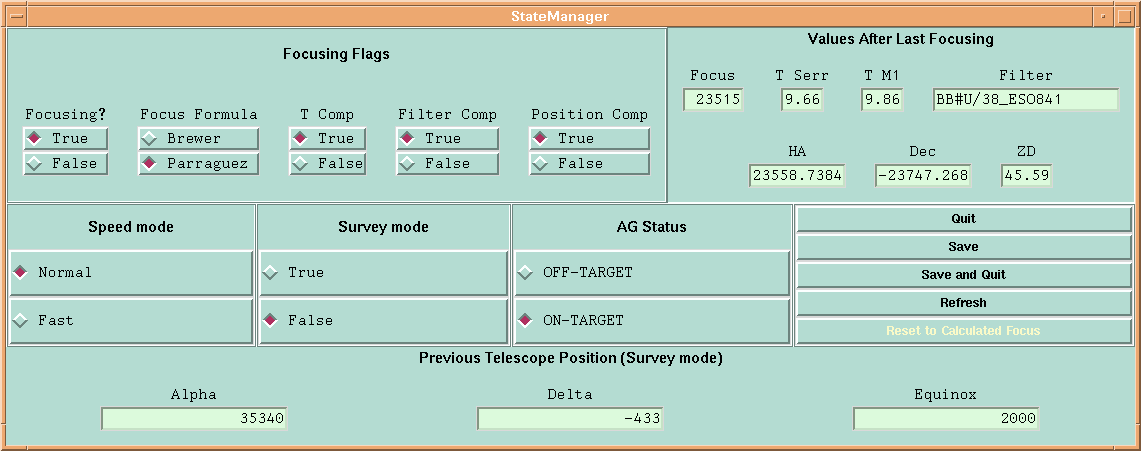 StateManager
Focusing Flags
Focusing? Focus Formula T Comp Filter Comp Position Comp
True Brewer True True True
False Parraguez False False False
Values After Last Focusing
Focus T Serr T M1 Filter
23515 9.66 9.86 BB#U/38_ESO841
HA Dec ZD
23558.7384 -23747.268 45.59
Speed mode
Normal
Fast
Survey mode
True
False
AG Status
OFF-TARGET
ON-TARGET
Quit
Save
Save and Quit
Refresh
Reset to Calculated Focus
Previous Telescope Position (Survey mode)
Alpha Delta Equinox
35340 -433 2000